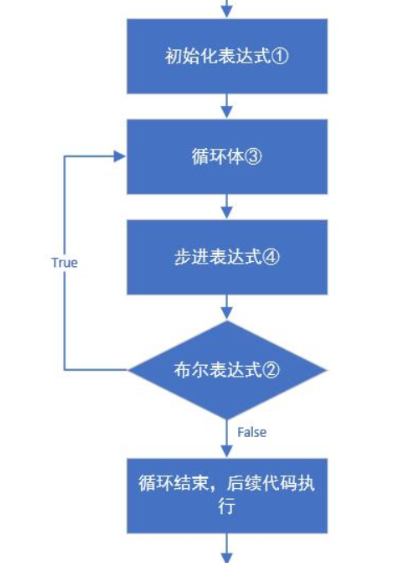 初始化表达式①
循环体③
步进表达式④
True
布尔表达式②
False
循环结束，后续代码执
行